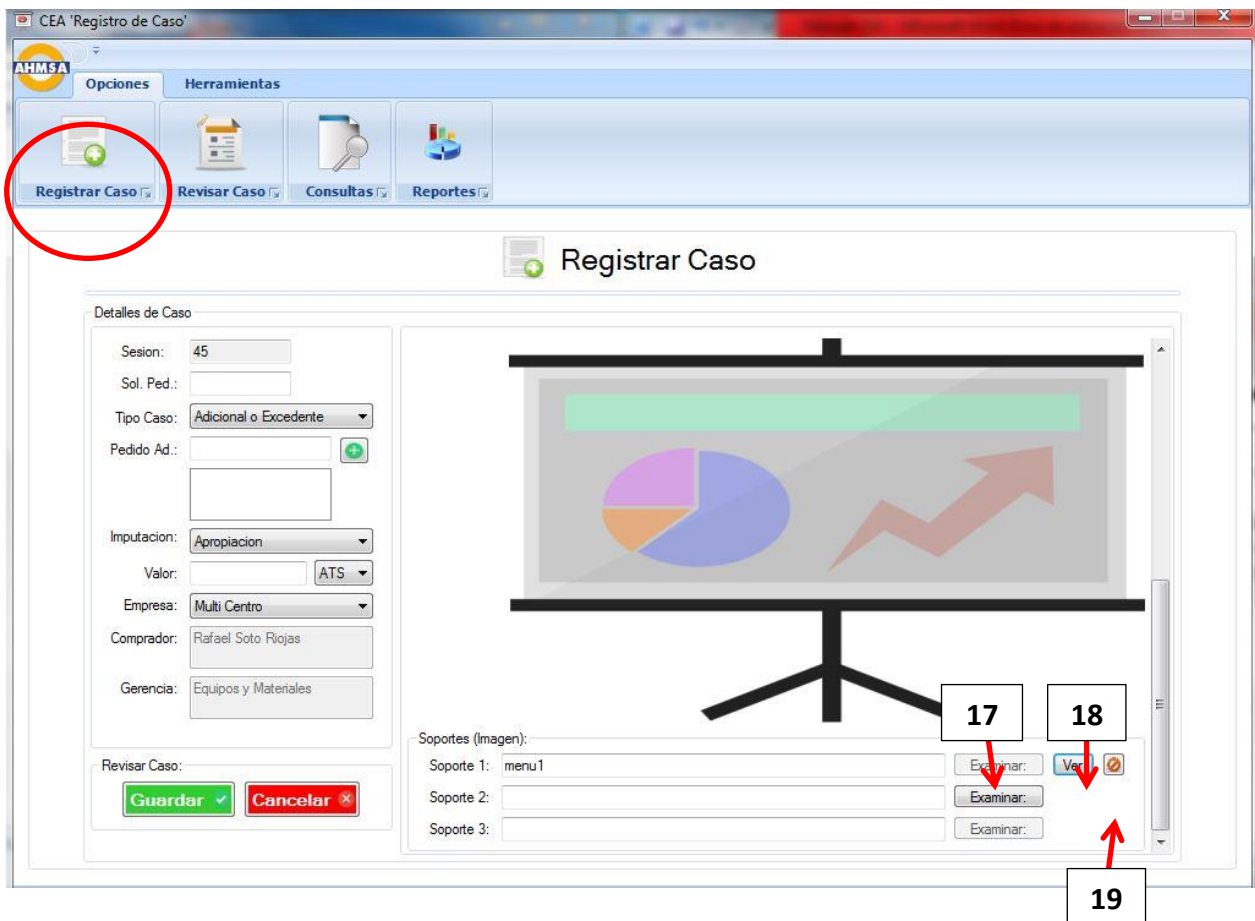 CEA 'Registro de Caso'
AHMSA
Opciones Herramientas
Registrar Caso Revisar Caso Consultas Reportes
Registrar Caso
Detalles de Caso
Sesion: 45
Sol. Ped.:
Tipo Caso: Adicional o Excedente
Pedido Ad.:
Imputacion: Apropiacion
Valor: ATS
Empresa: Multi Centro
Comprador: Rafael Soto Riojas
Gerencia: Equipos y Materiales
Revisar Caso:
Guardar Cancelar
17 18
Soportes (Imagen):
Soporte 1: menu1 Examinar: Ver
Soporte 2: Examinar:
Soporte 3: Examinar:
19